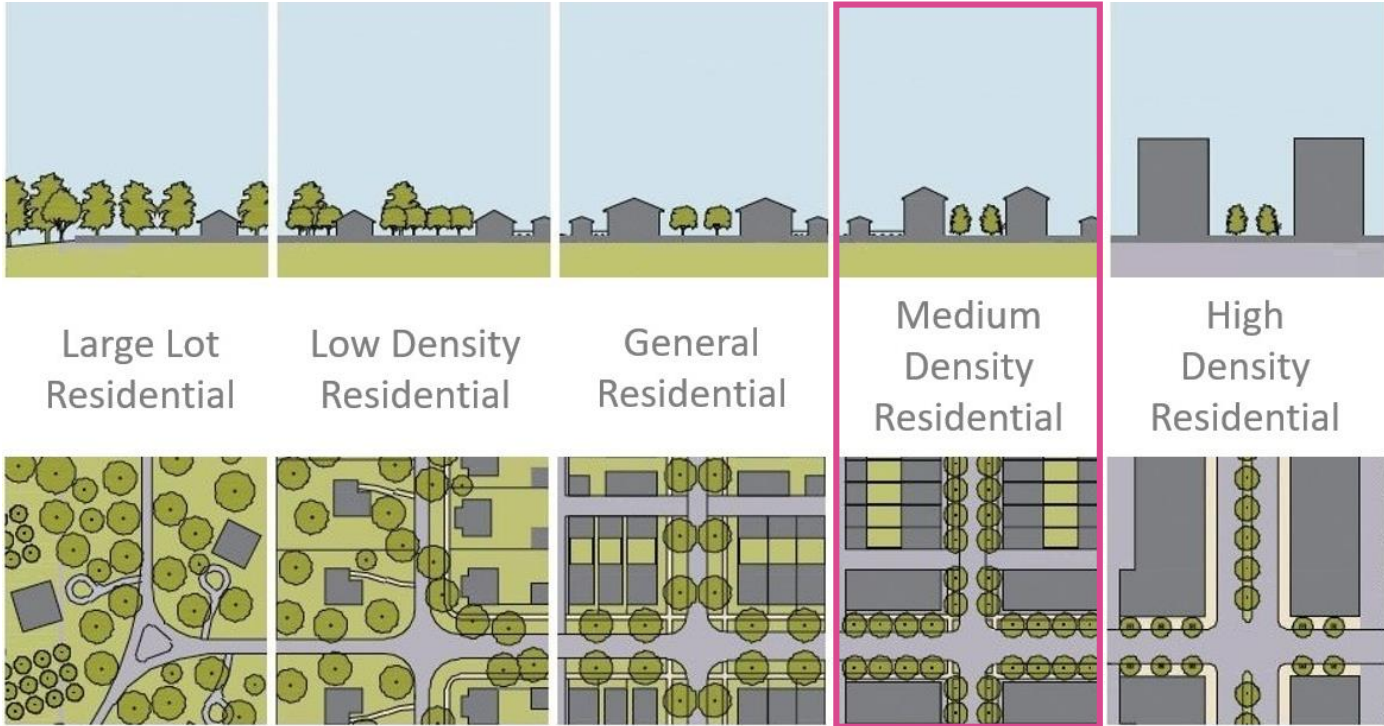 Large Lot
Residential
Low Density
Residential
General
Residential
Medium
Density
Residential
High
Density
Residential